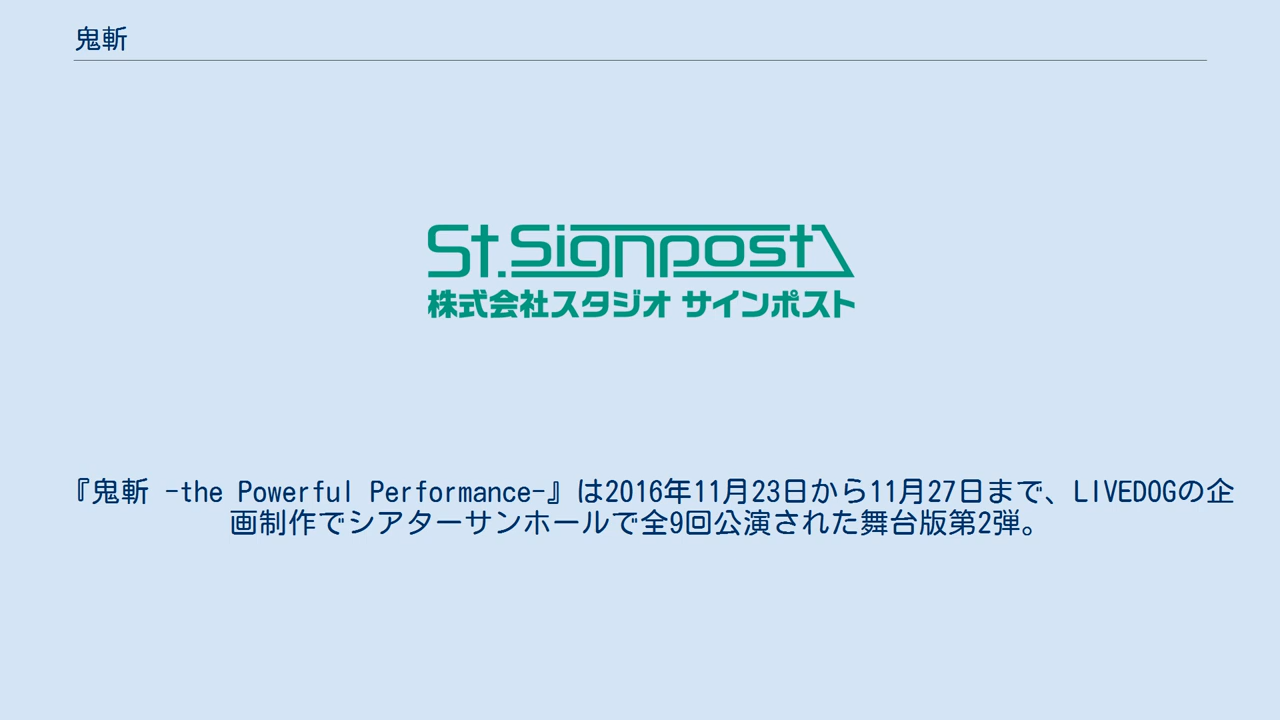 鬼斬
St.Signpost
株式会社スタジオ サインポスト
『鬼斬 -the Powerful Performance-』は2016年11月23日から11月27日まで、LIVEDOGの企
画制作でシアターサンホールで全9回公演された舞台版第2弾。